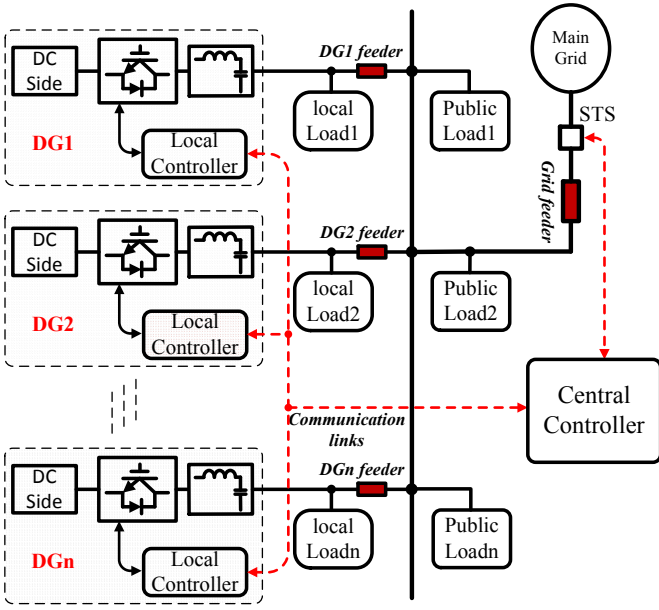 DC
Side
DG1
Local
Controller
DG1 feeder
local
Load1
Public
Load1
Main
Grid
STS
Grid feeder
DC
Side
DG2
Local
Controller
DG2 feeder
local
Load2
Public
Load2
Central
Controller
Communication
links
DC
Side
DGn
Local
Controller
DGn feeder
local
Loadn
Public
Loadn